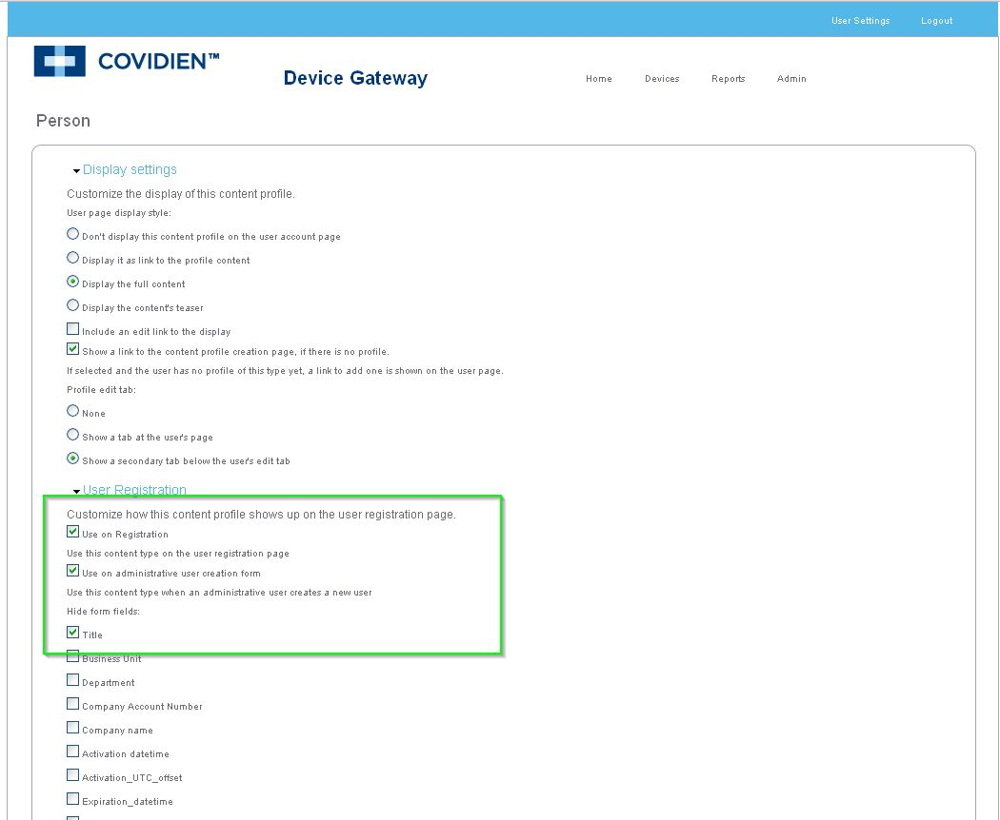 User Settings Logout
COVIDIEN™
Device Gateway
Home Devices Reports Admin
Person
Display settings
Customize the display of this content profile.
User page display style:
Don't display this content profile on the user account page
Display it as link to the profile content
Display the full content
Display the content's teaser
Include an edit link to the display
Show a link to the content profile creation page, if there is no profile.
If selected and the user has no profile of this type yet, a link to add one is shown on the user page.
Profile edit tab:
None
Show a tab at the user's page
Show a secondary tab below the user's edit tab
User Registration
Customize how this content profile shows up on the user registration page.
Use on Registration
Use this content type on the user registration page
Use on administrative user creation form
Use this content type when an administrative user creates a new user
Hide form fields:
Title
Business Unit
Department
Company Account Number
Company name
Activation datetime
Activation_UTC_offset
Expiration_datetime